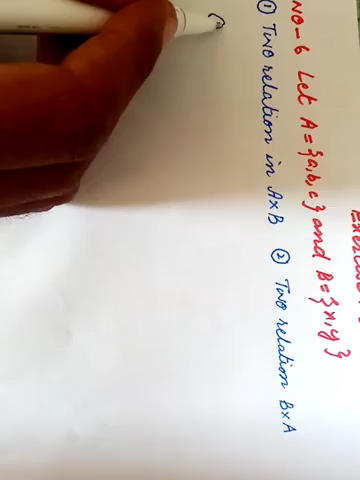 Exercise
NO-6 Let A = {a,b,c} and B = {x,y}
① Two relation in A×B ② Two relation B×A
(